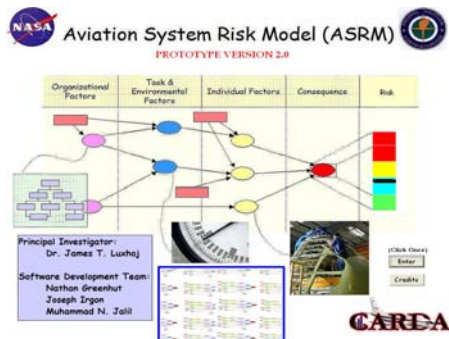 NASA
Aviation System Risk Model (ASRM)
PROTOTYPE VERSION 2.0
Organizational
Factors
Task &
Environmental
Factors
Individual Factors
Consequence
Risk
Principal Investigator:
Dr. James T. Luxhoj
Software Development Team:
Nathan Greenhut
Joseph Irgon
Muhammad N. Jalil
(Click Once)
Enter
Credits
CARDA